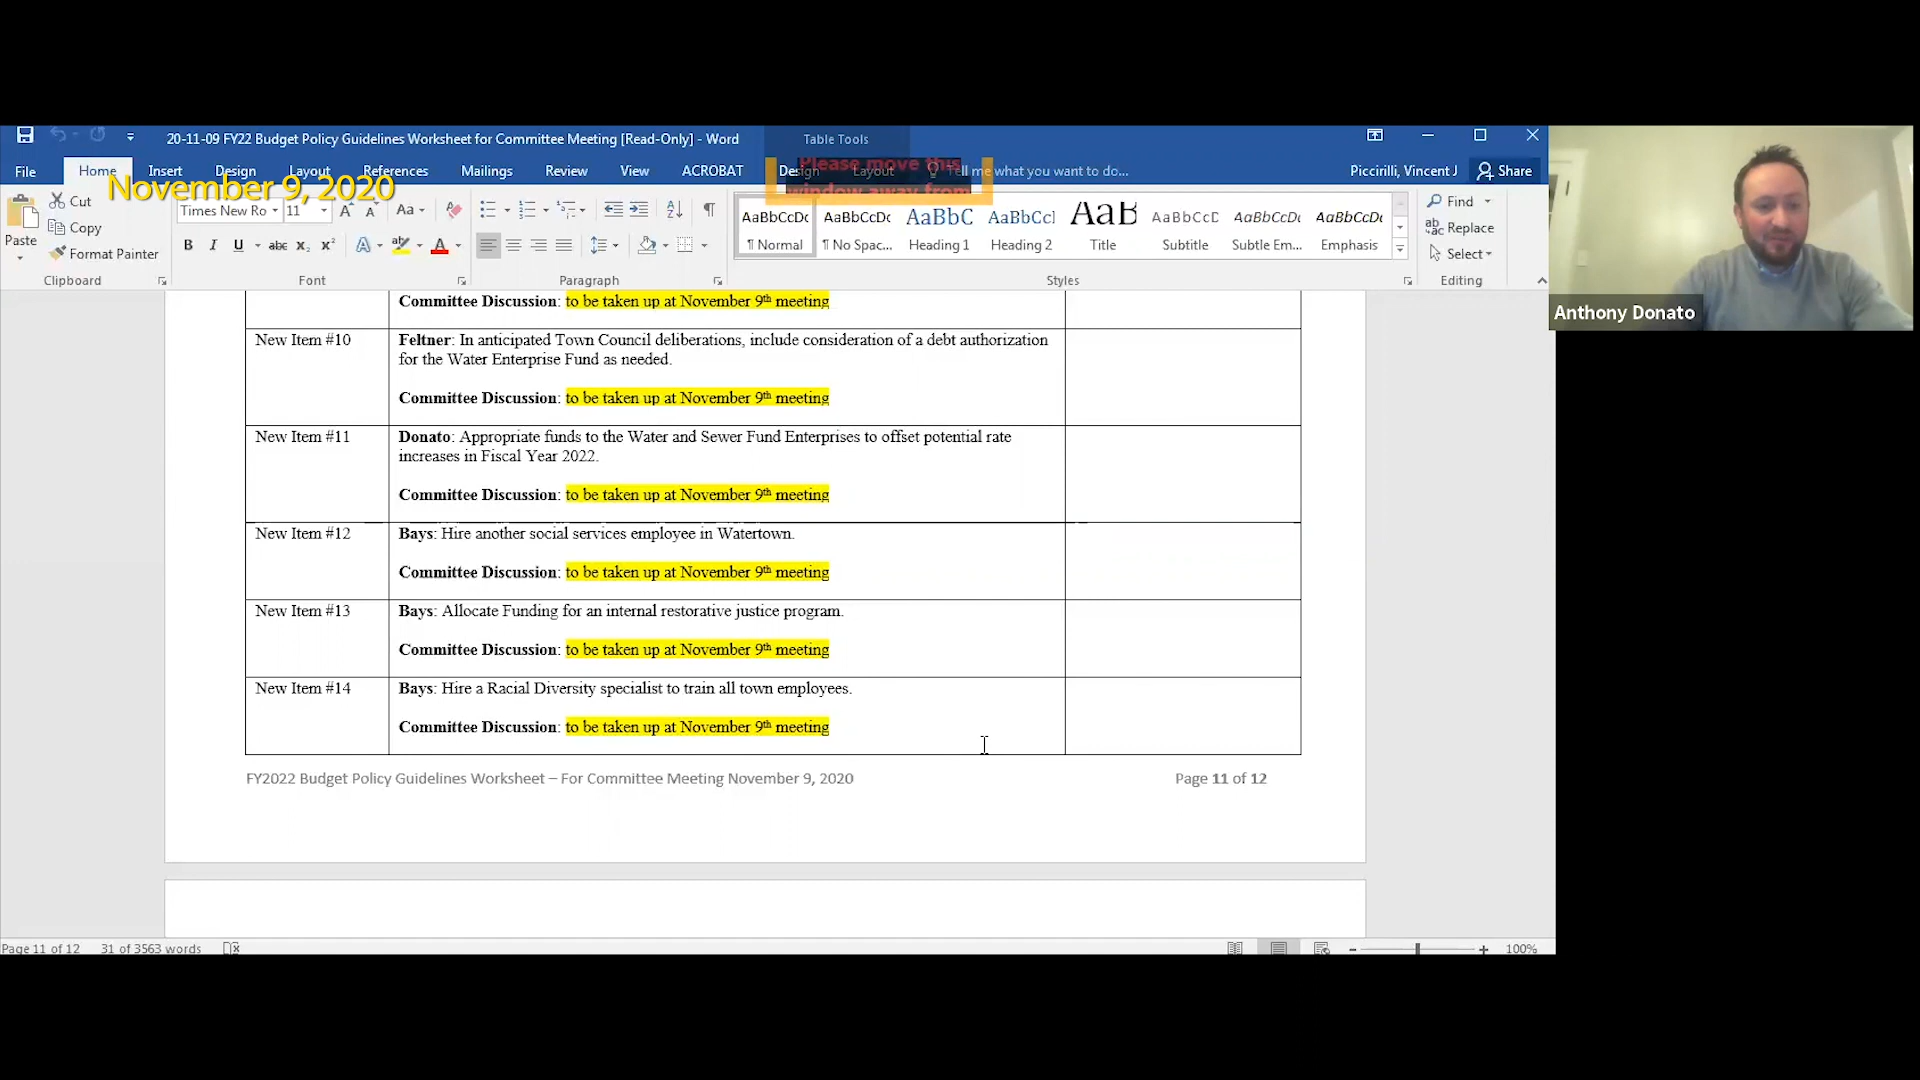 20-11-09 FY22 Budget Policy Guidelines Worksheet for Committee Meeting [Read-Only] - Word
Table Tools
File
Home
Insert
Design
Layout
References
Mailings
Review
View
ACROBAT
Design
Layout
Tell me what you want to do...
Piccirilli, Vincent J
Share
Please move this
window away from
November 9, 2020
Paste
Cut
Copy
Format Painter
Clipboard
Times New Ro
11
Font
Paragraph
AaBbCcDc
¶ Normal
AaBbCcDc
¶ No Spac...
AaBbC
Heading 1
AaBbCcI
Heading 2
AaB
Title
AaBbCcD
Subtitle
AaBbCcDc
Subtle Em...
AaBbCcDc
Emphasis
Styles
Find
Replace
Select
Editing
Anthony Donato
Committee Discussion: to be taken up at November 9th meeting
New Item #10
Feltner: In anticipated Town Council deliberations, include consideration of a debt authorization
for the Water Enterprise Fund as needed.
Committee Discussion: to be taken up at November 9th meeting
New Item #11
Donato: Appropriate funds to the Water and Sewer Fund Enterprises to offset potential rate
increases in Fiscal Year 2022.
Committee Discussion: to be taken up at November 9th meeting
New Item #12
Bays: Hire another social services employee in Watertown.
Committee Discussion: to be taken up at November 9th meeting
New Item #13
Bays: Allocate Funding for an internal restorative justice program.
Committee Discussion: to be taken up at November 9th meeting
New Item #14
Bays: Hire a Racial Diversity specialist to train all town employees.
Committee Discussion: to be taken up at November 9th meeting
FY2022 Budget Policy Guidelines Worksheet – For Committee Meeting November 9, 2020
Page 11 of 12
Page 11 of 12
31 of 3563 words
100%